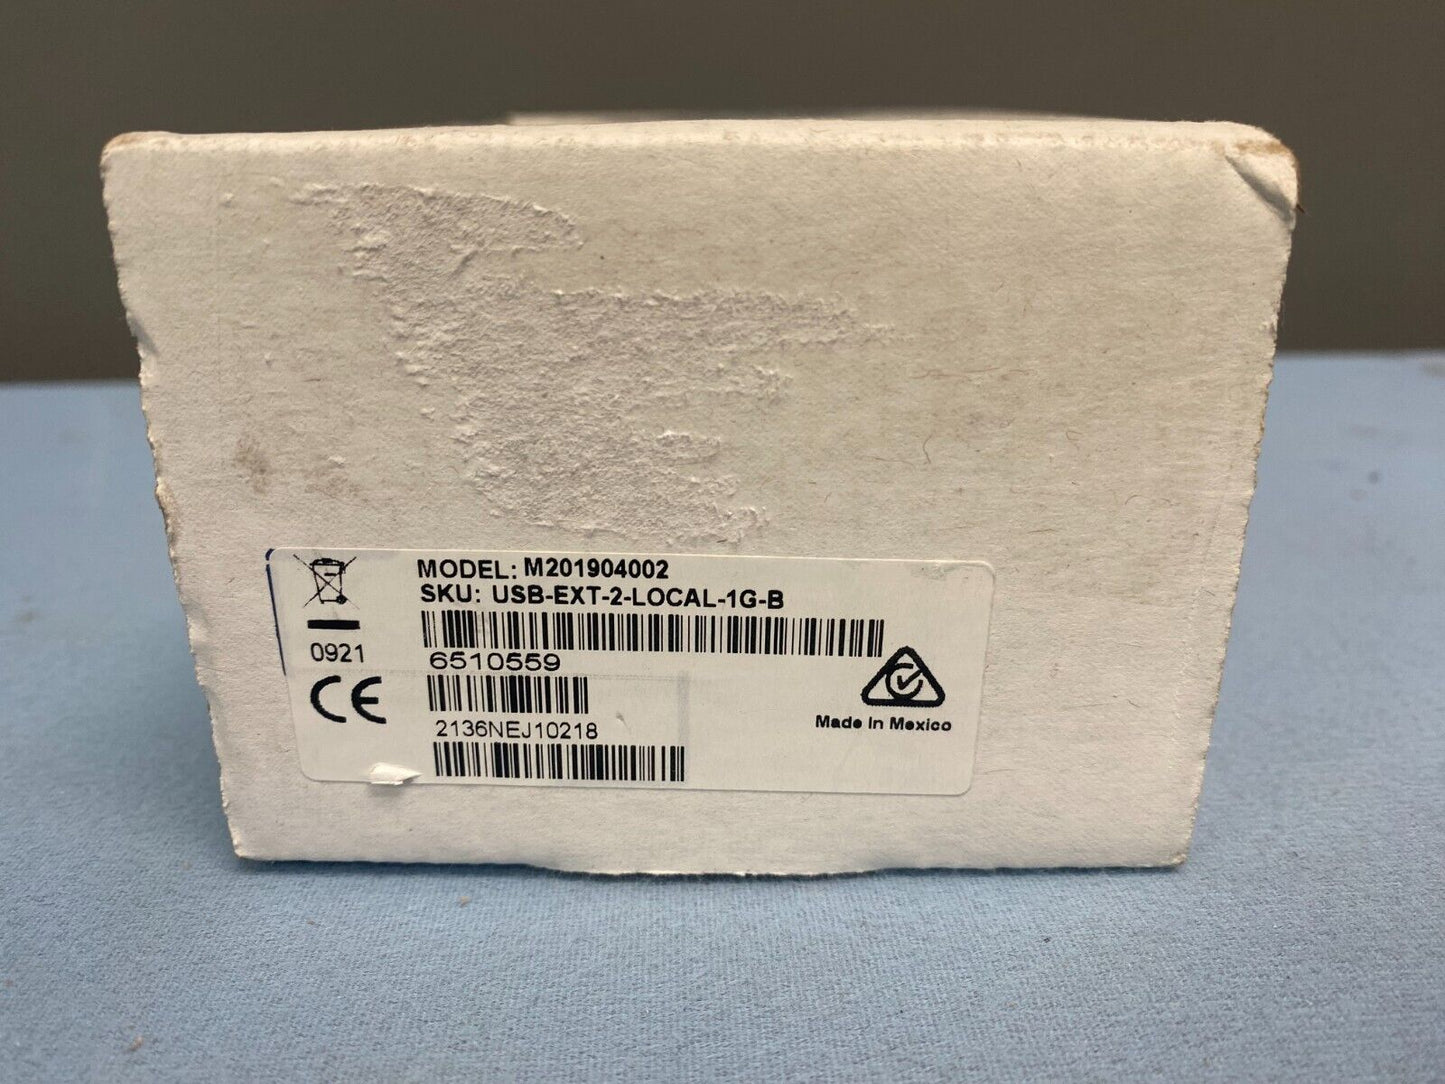 MODEL: M201904002
SKU: USB-EXT-2-LOCAL-1G-B
0921
6510559
CE
2136NEJ10218
Made In Mexico